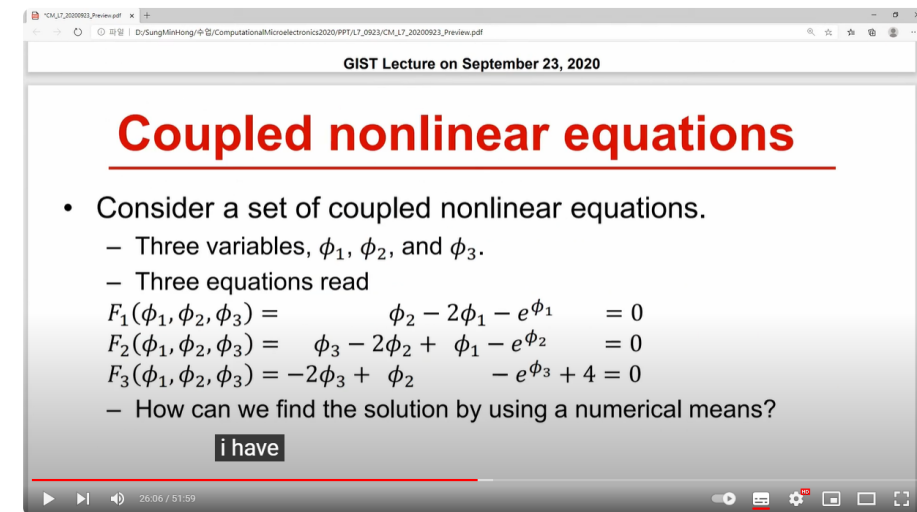 *CM_L7_20200923_Preview.pdf
파일 | D:/SungMinHong/수업/ComputationalMicroelectronics2020/PPT/L7_0923/CM_L7_20200923_Preview.pdf
GIST Lecture on September 23, 2020
Coupled nonlinear equations
• Consider a set of coupled nonlinear equations.
– Three variables, ϕ₁, ϕ₂, and ϕ₃.
– Three equations read
F₁(ϕ₁, ϕ₂, ϕ₃) = ϕ₂ − 2ϕ₁ − e^ϕ₁ = 0
F₂(ϕ₁, ϕ₂, ϕ₃) = ϕ₃ − 2ϕ₂ + ϕ₁ − e^ϕ₂ = 0
F₃(ϕ₁, ϕ₂, ϕ₃) = −2ϕ₃ + ϕ₂ − e^ϕ₃ + 4 = 0
– How can we find the solution by using a numerical means?
i have
26:06 / 51:59
HD